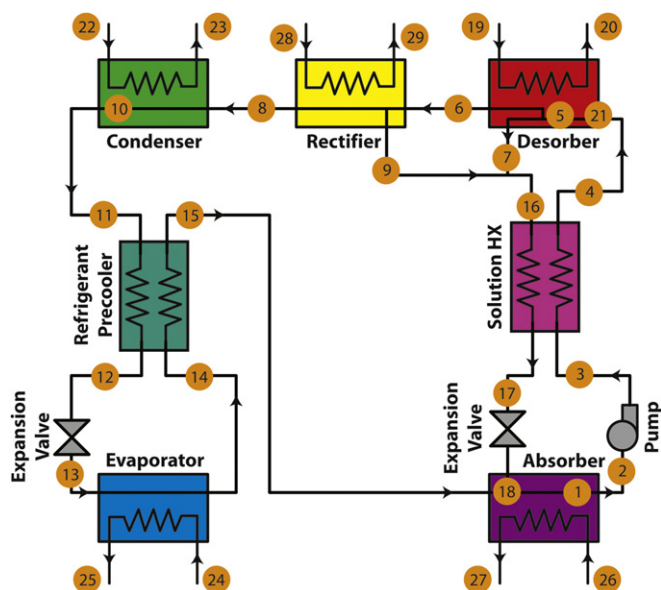 22 23 28 29 19 20
10 8 6 5 21
Condenser Rectifier Desorber
7
9
4
16
11 15
Refrigerant
Precooler
Solution HX
12 14 3
17
Expansion
Valve
Expansion
Valve
Pump
13 Evaporator Absorber 2
18 1
25 24 27 26